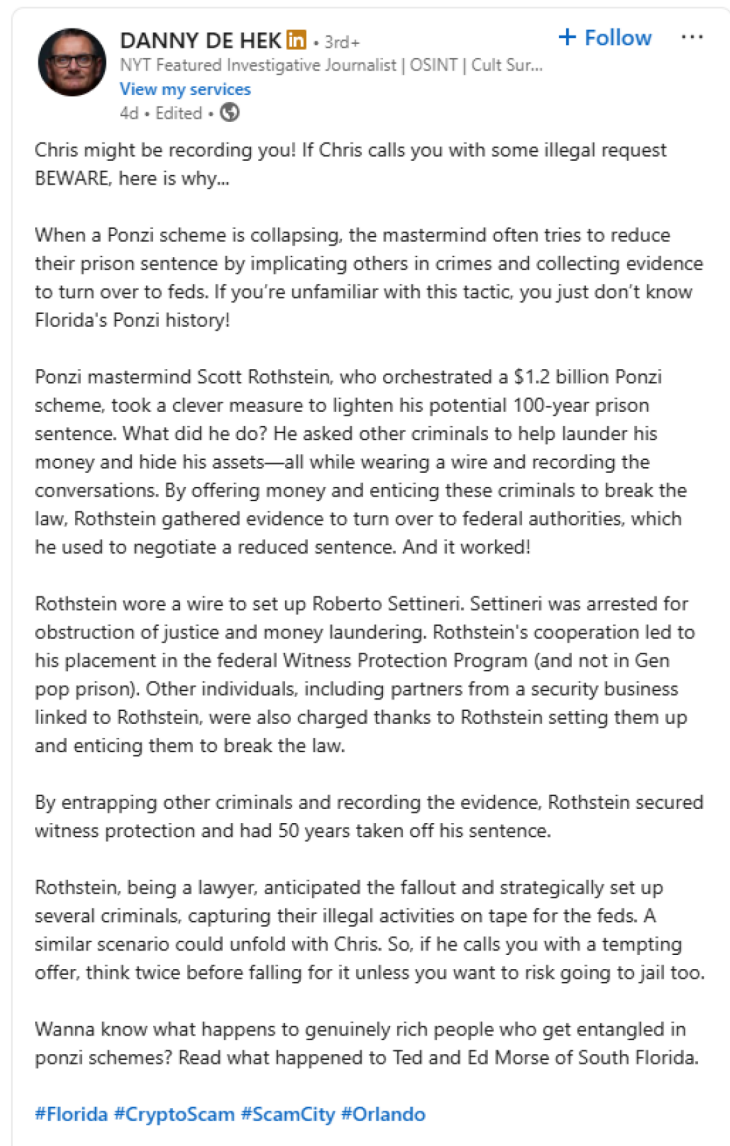 DANNY DE HEK in • 3rd+
+ Follow ...
NYT Featured Investigative Journalist | OSINT | Cult Sur...
View my services
4d • Edited •
Chris might be recording you! If Chris calls you with some illegal request
BEWARE, here is why...
When a Ponzi scheme is collapsing, the mastermind often tries to reduce
their prison sentence by implicating others in crimes and collecting evidence
to turn over to feds. If you're unfamiliar with this tactic, you just don't know
Florida's Ponzi history!
Ponzi mastermind Scott Rothstein, who orchestrated a $1.2 billion Ponzi
scheme, took a clever measure to lighten his potential 100-year prison
sentence. What did he do? He asked other criminals to help launder his
money and hide his assets—all while wearing a wire and recording the
conversations. By offering money and enticing these criminals to break the
law, Rothstein gathered evidence to turn over to federal authorities, which
he used to negotiate a reduced sentence. And it worked!
Rothstein wore a wire to set up Roberto Settineri. Settineri was arrested for
obstruction of justice and money laundering. Rothstein's cooperation led to
his placement in the federal Witness Protection Program (and not in Gen
pop prison). Other individuals, including partners from a security business
linked to Rothstein, were also charged thanks to Rothstein setting them up
and enticing them to break the law.
By entrapping other criminals and recording the evidence, Rothstein secured
witness protection and had 50 years taken off his sentence.
Rothstein, being a lawyer, anticipated the fallout and strategically set up
several criminals, capturing their illegal activities on tape for the feds. A
similar scenario could unfold with Chris. So, if he calls you with a tempting
offer, think twice before falling for it unless you want to risk going to jail too.
Wanna know what happens to genuinely rich people who get entangled in
ponzi schemes? Read what happened to Ted and Ed Morse of South Florida.
#Florida #CryptoScam #ScamCity #Orlando